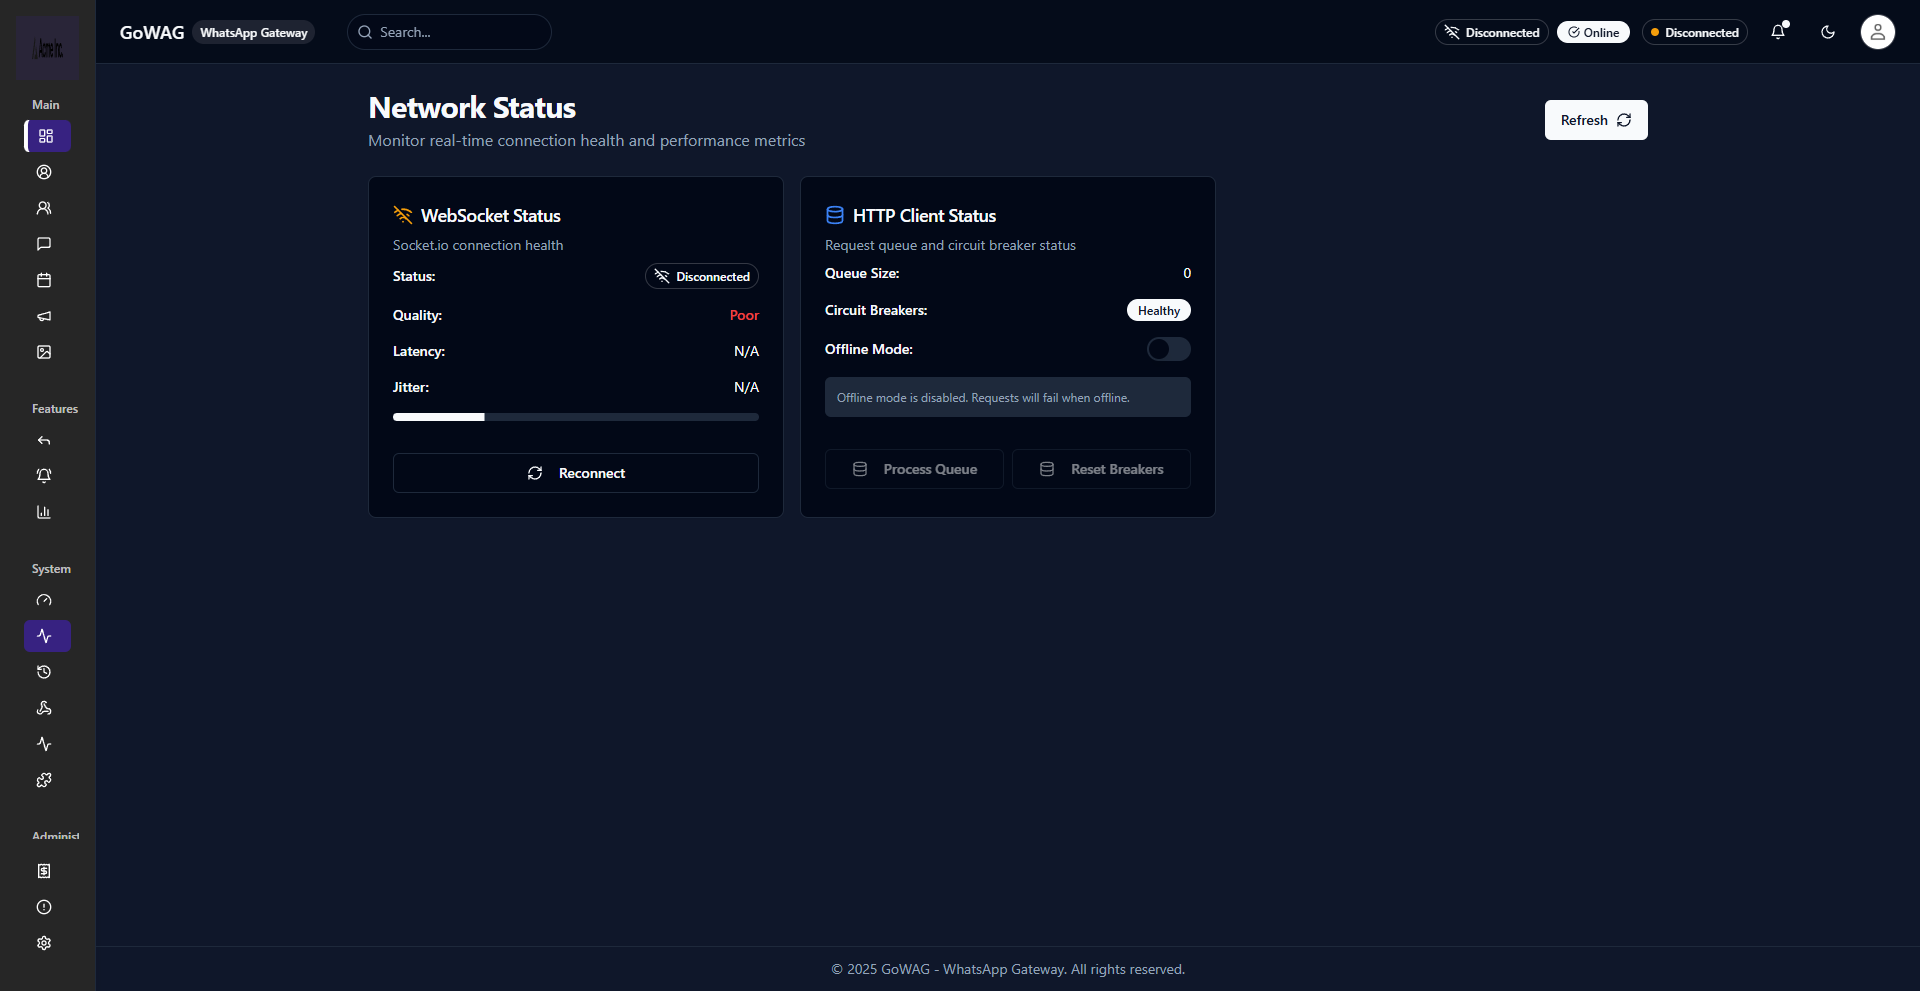 Acme Inc.
Main
Features
System
Administ
GoWAG
WhatsApp Gateway
Search...
Disconnected
Online
Disconnected
Network Status
Monitor real-time connection health and performance metrics
Refresh
WebSocket Status
Socket.io connection health
Status:
Disconnected
Quality:
Poor
Latency:
N/A
Jitter:
N/A
Reconnect
HTTP Client Status
Request queue and circuit breaker status
Queue Size:
0
Circuit Breakers:
Healthy
Offline Mode:
Offline mode is disabled. Requests will fail when offline.
Process Queue
Reset Breakers
© 2025 GoWAG - WhatsApp Gateway. All rights reserved.